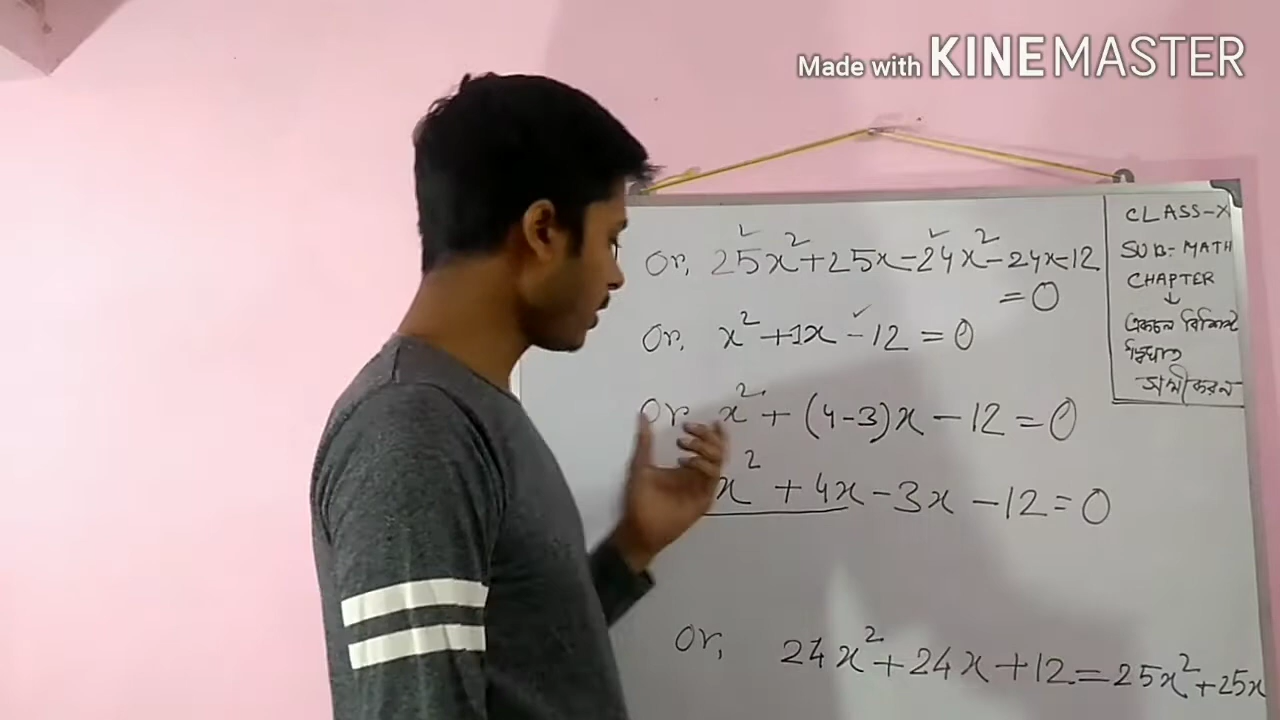 Made with KINEMASTER
Or, 25x²+25x-24x²-24x-12
=0
Or, x²+1x-12=0
Or, x²+(4-3)x-12=0
x²+4x-3x-12=0
Or, 24x²+24x+12=25x²+25x
CLASS-X
SUB-MATH
CHAPTER
↓
একচল বিশিষ্ট
দ্বিঘাত
সমীকরণ